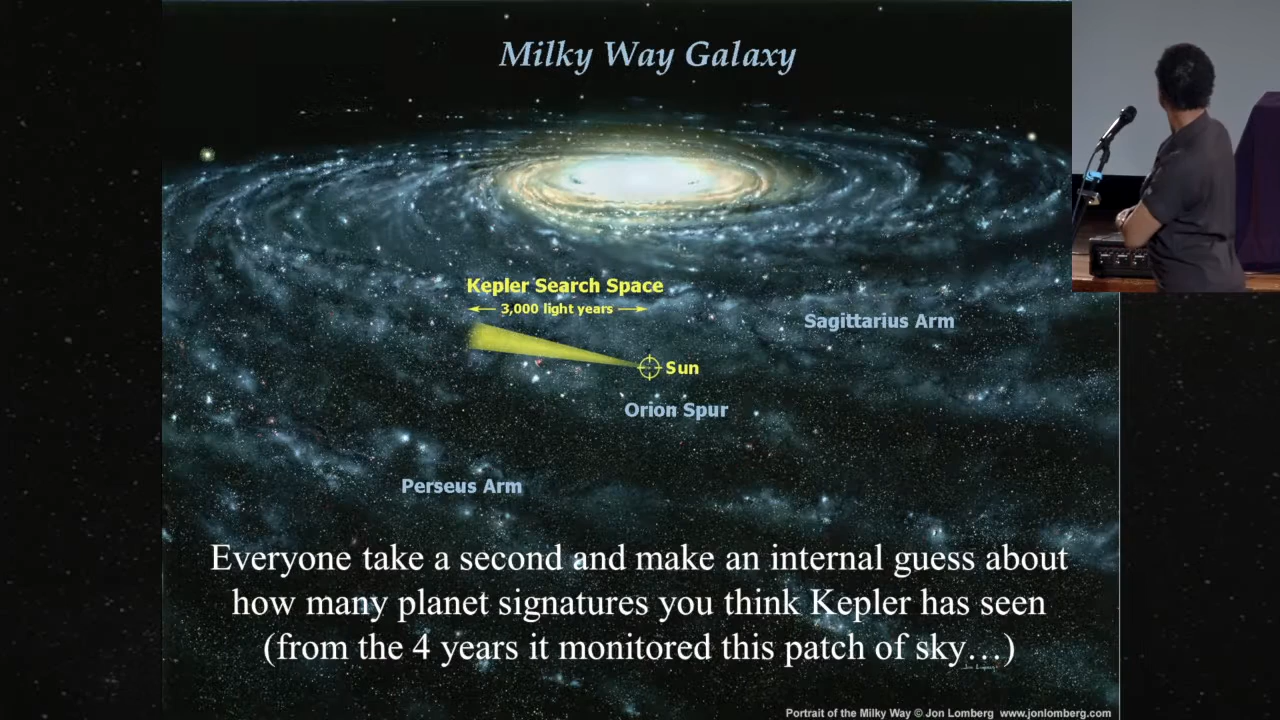 Milky Way Galaxy
Kepler Search Space
3,000 light years
Sagittarius Arm
Sun
Orion Spur
Perseus Arm
Everyone take a second and make an internal guess about
how many planet signatures you think Kepler has seen
(from the 4 years it monitored this patch of sky…)
Jon Lomberg
Portrait of the Milky Way © Jon Lomberg www.jonlomberg.com